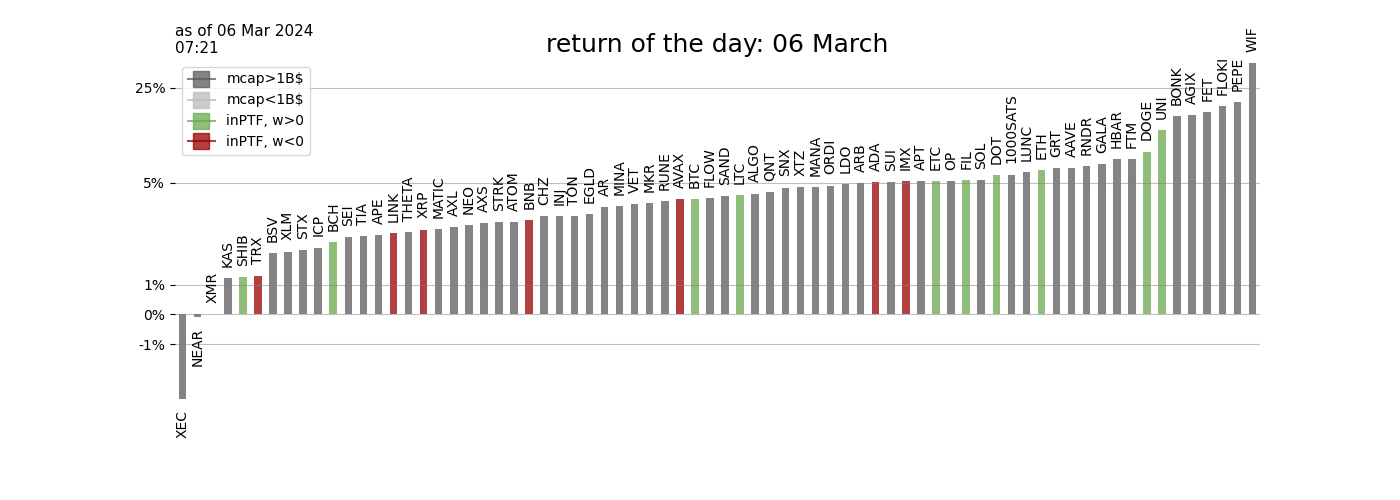 as of 06 Mar 2024
07:21
return of the day: 06 March
mcap>1B$
mcap<1B$
inPTF, w>0
inPTF, w<0
25%
5%
1%
0%
-1%
XEC
NEAR
XMR
KAS
SHIB
TRX
BSV
XLM
STX
ICP
BCH
SEI
TIA
APE
LINK
THETA
XRP
MATIC
AXL
NEO
AXS
STRK
ATOM
BNB
CHZ
INJ
TON
EGLD
AR
MINA
VET
MKR
RUNE
AVAX
BTC
FLOW
SAND
LTC
ALGO
QNT
SNX
XTZ
MANA
ORDI
LDO
ARB
ADA
SUI
IMX
APT
ETC
OP
FIL
SOL
DOT
1000SATS
LUNC
ETH
GRT
AAVE
RNDR
GALA
HBAR
FTM
DOGE
UNI
BONK
AGIX
FET
FLOKI
PEPE
WIF